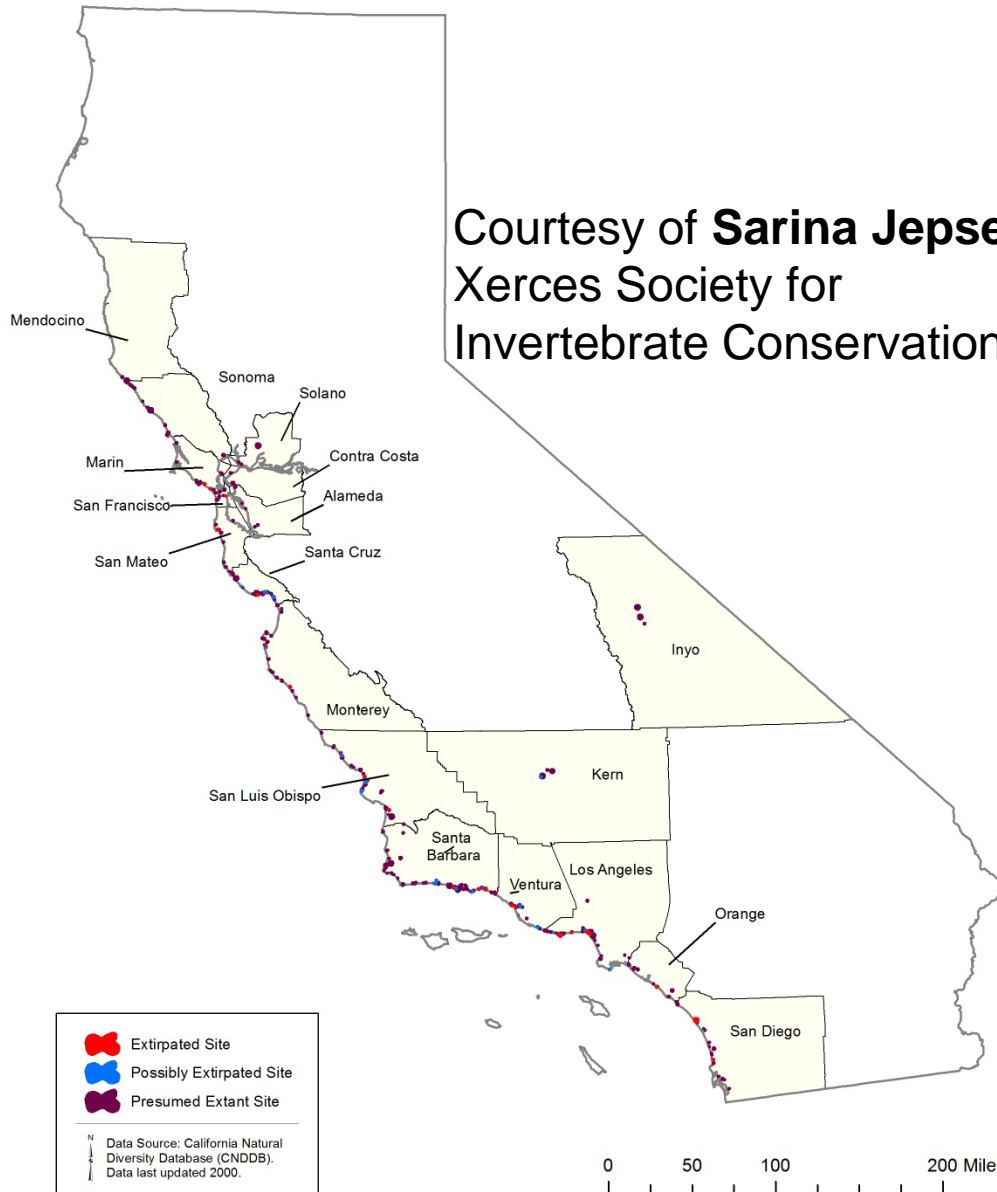 Courtesy of Sarina Jepse
Xerces Society for
Invertebrate Conservation
Mendocino
Sonoma
Solano
Marin
Contra Costa
San Francisco
Alameda
San Mateo
Santa Cruz
Inyo
Monterey
Kern
San Luis Obispo
Santa
Barbara
Los Angeles
Ventura
Orange
San Diego
Extirpated Site
Possibly Extirpated Site
Presumed Extant Site
N
Data Source: California Natural
Diversity Database (CNDDB).
Data last updated 2000.
0 50 100 200 Mile